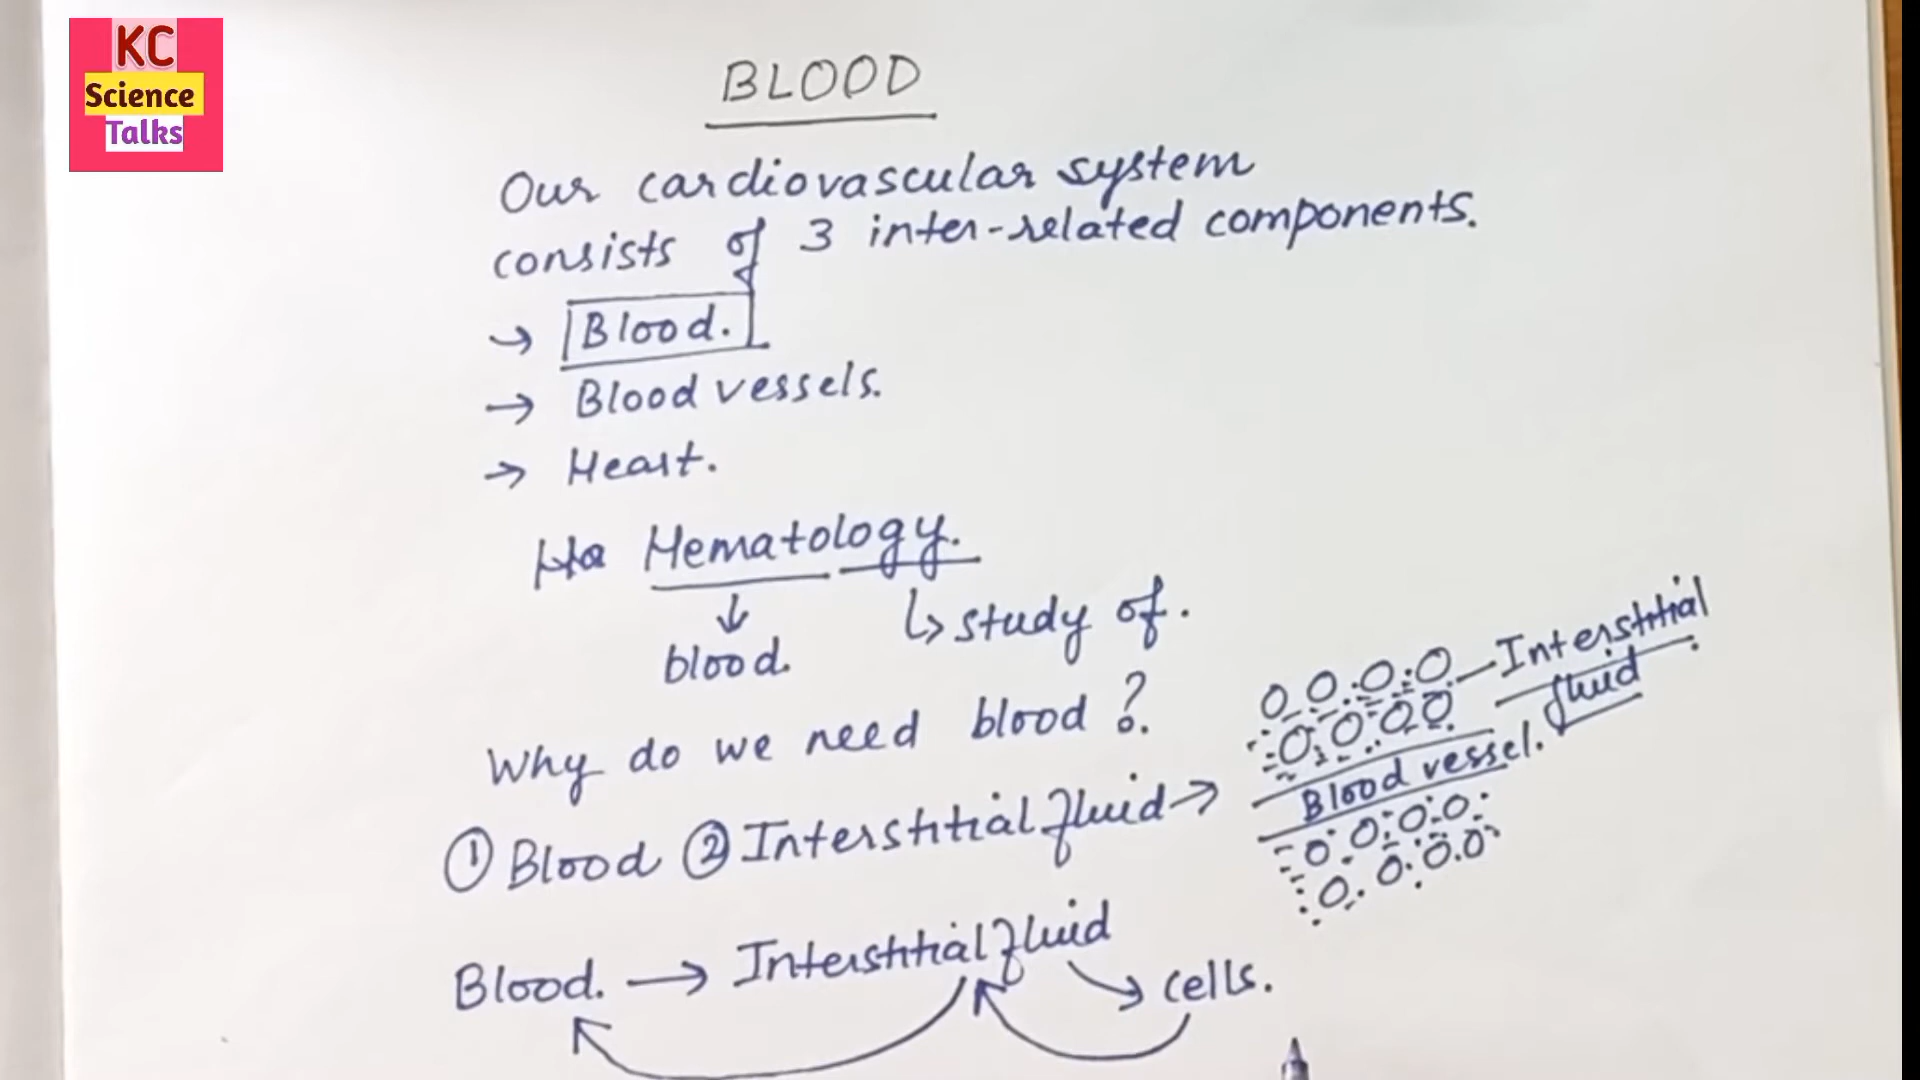 KC
Science
Talks
BLOOD
Our cardiovascular system
consists of 3 inter-related components.
→ Blood.
→ Blood vessels.
→ Heart.
Hematology.
↓ ↳ study of.
blood.
Why do we need blood?
① Blood ② Interstitial fluid →
Interstitial
fluid
Blood vessel.
Blood. → Interstitial fluid → cells.